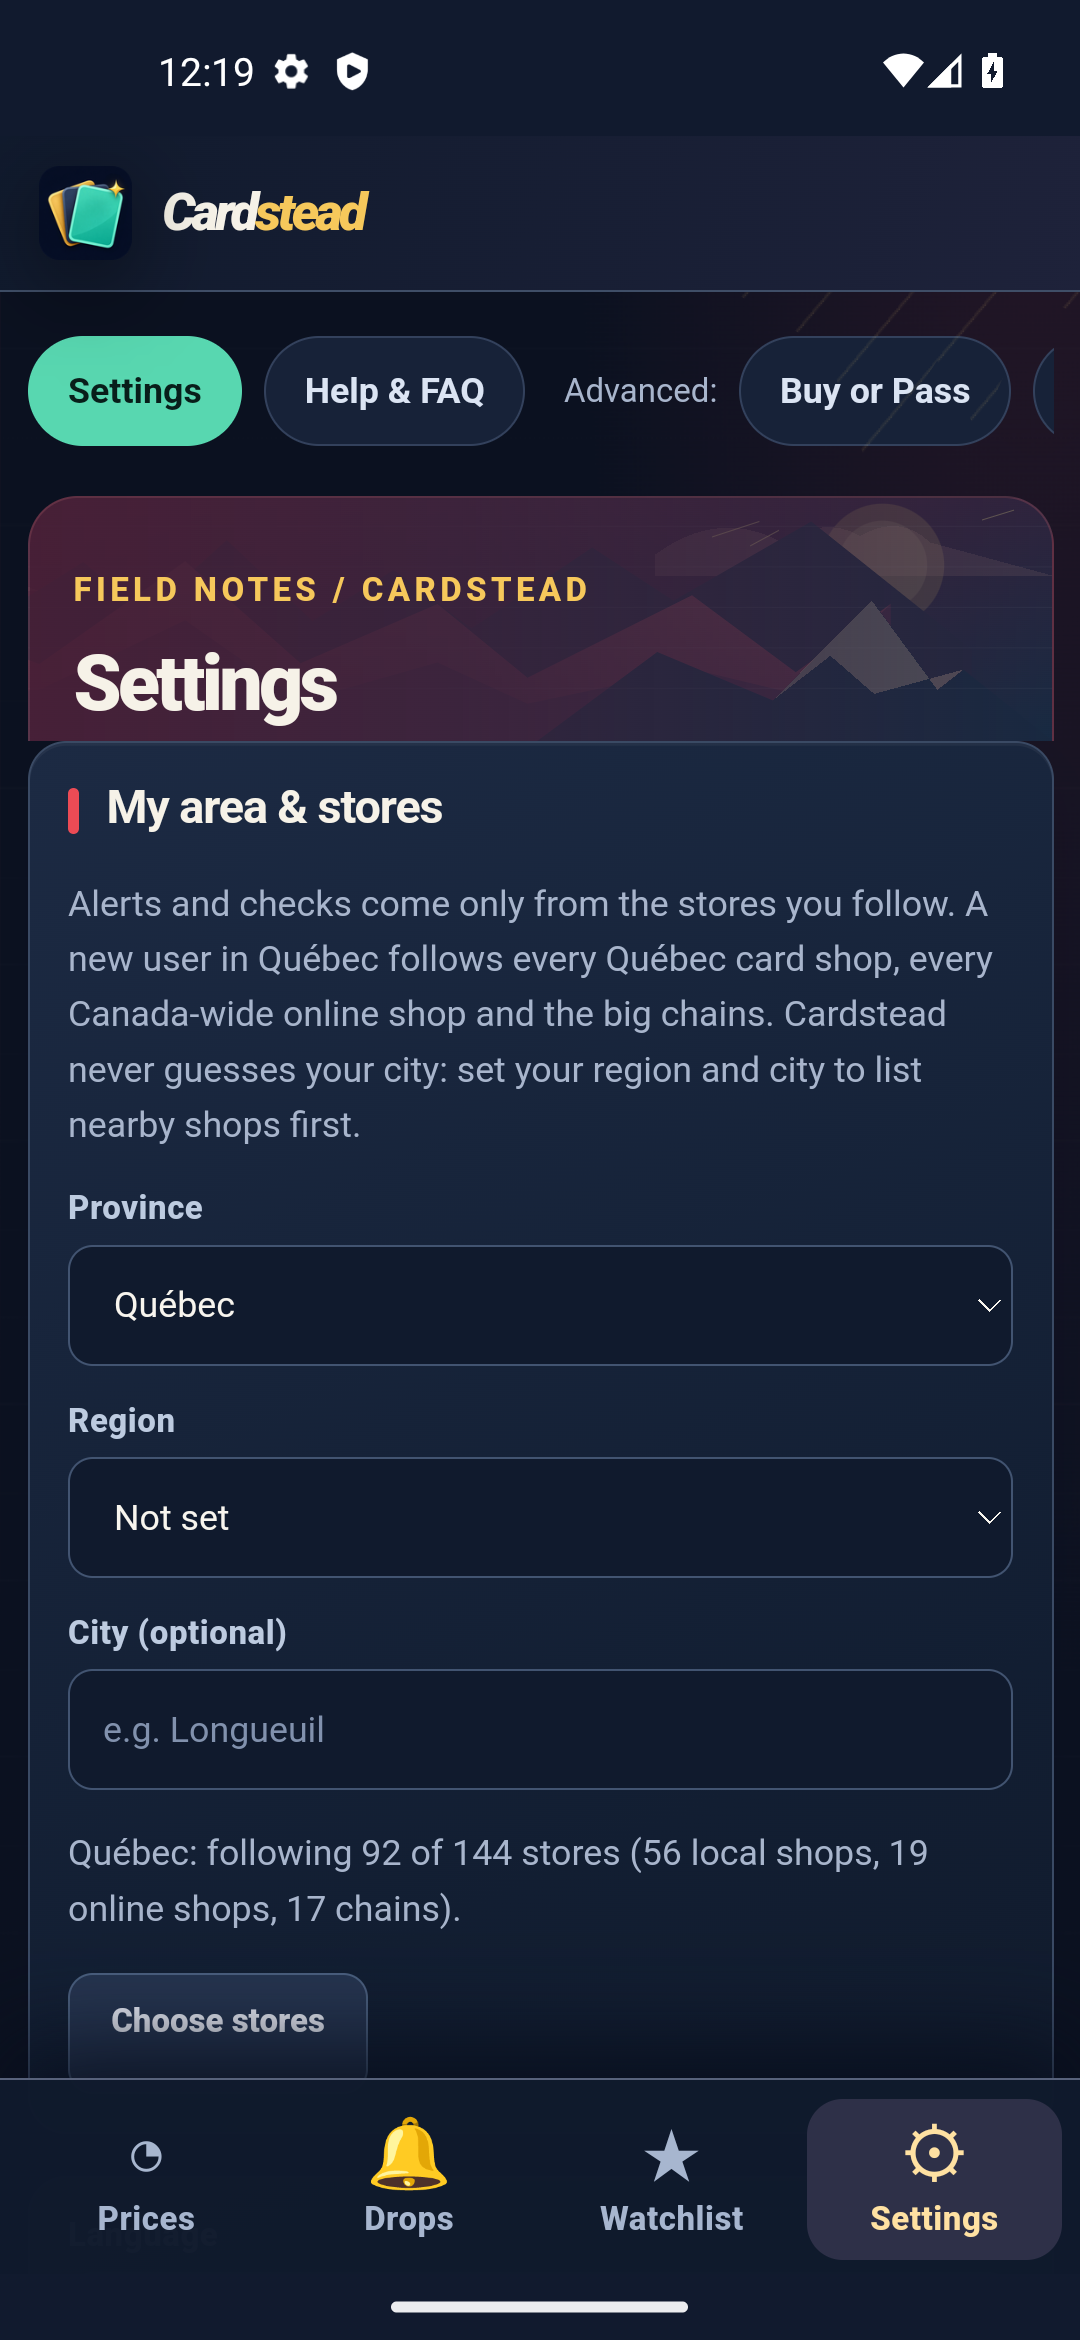 12:19
Cardstead
Settings
Help & FAQ
Advanced:
Buy or Pass
FIELD NOTES / CARDSTEAD
Settings
My area & stores
Alerts and checks come only from the stores you follow. A
new user in Québec follows every Québec card shop, every
Canada-wide online shop and the big chains. Cardstead
never guesses your city: set your region and city to list
nearby shops first.
Province
Québec
Region
Not set
City (optional)
e.g. Longueuil
Québec: following 92 of 144 stores (56 local shops, 19
online shops, 17 chains).
Choose stores
Language
Prices
Drops
Watchlist
Settings